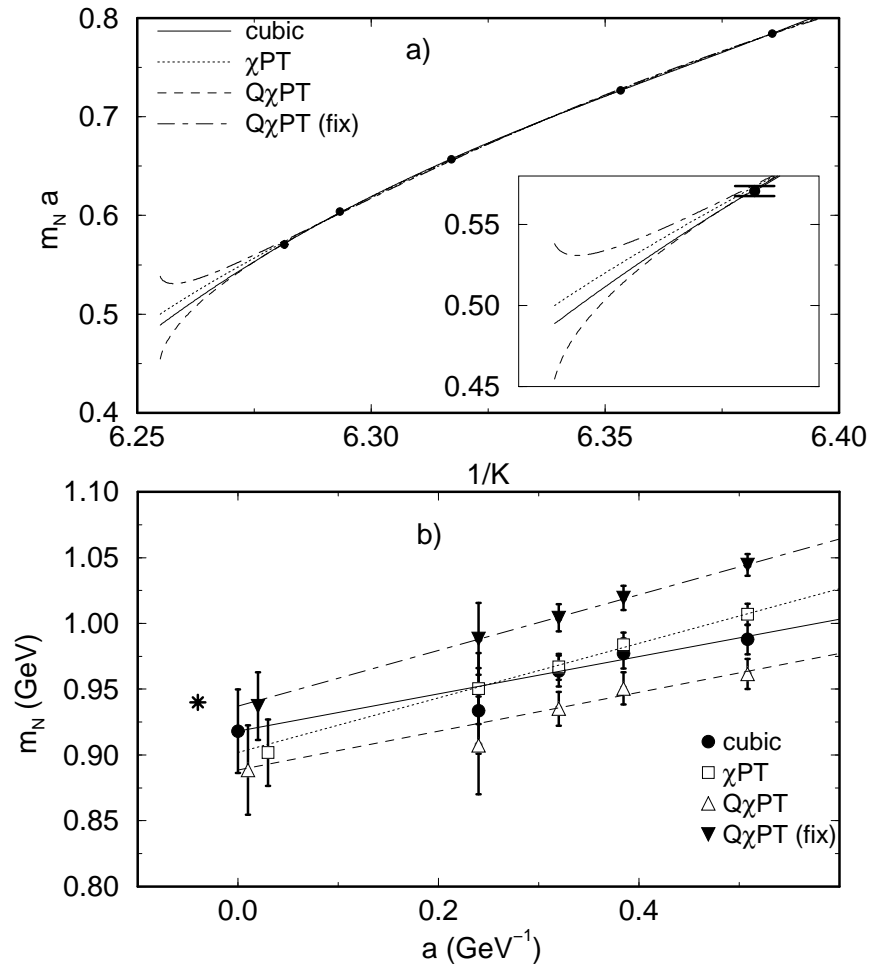 0.8
cubic
χPT
QχPT
QχPT (fix)
a)
0.7
0.6
0.5
0.4
m_N a
0.55
0.50
0.45
6.25
6.30
6.35
6.40
1/K
1.10
1.05
1.00
0.95
0.90
0.85
0.80
m_N (GeV)
b)
cubic
χPT
QχPT
QχPT (fix)
0.0
0.2
0.4
a (GeV⁻¹)